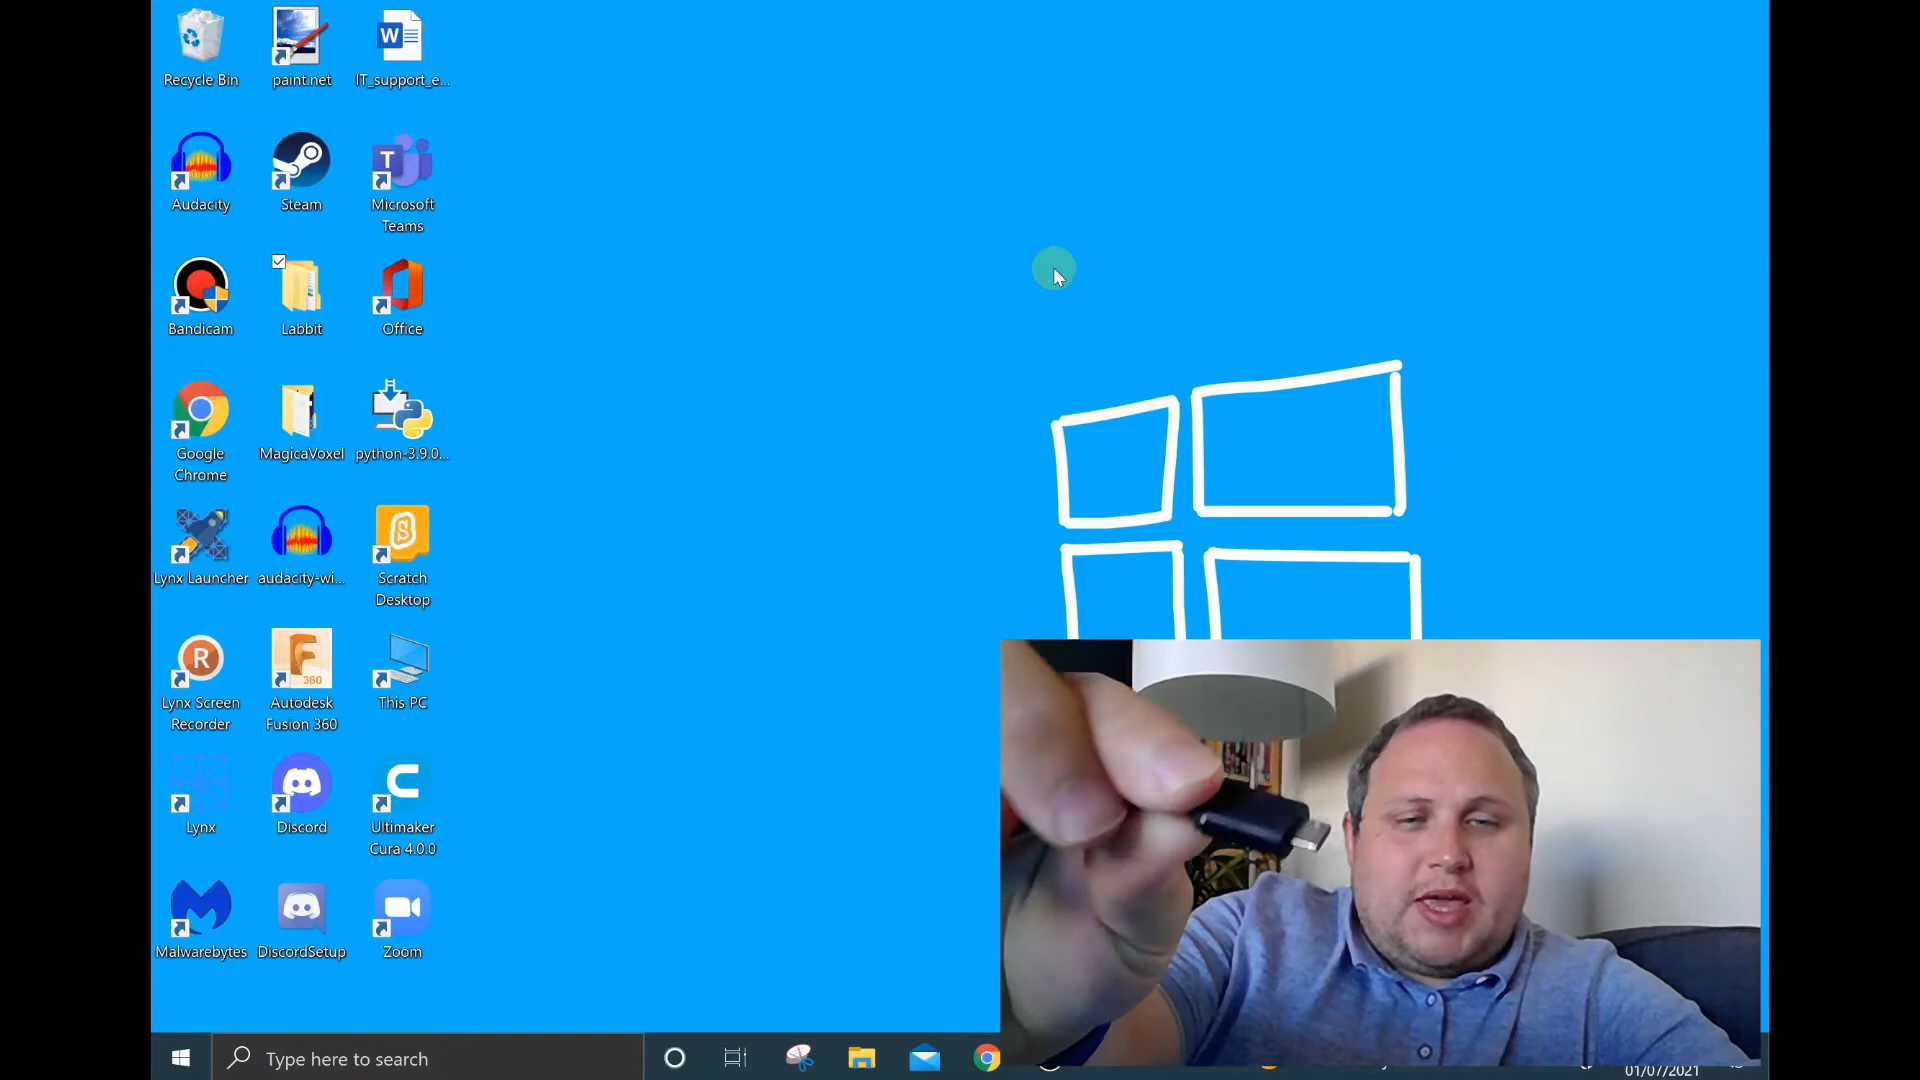 Recycle Bin
paint.net
IT_support_e...
Audacity
Steam
Microsoft
Teams
Bandicam
Labbit
Office
Google
Chrome
MagicaVoxel
python-3.9.0...
Lynx Launcher
audacity-wi...
Scratch
Desktop
Lynx Screen
Recorder
Autodesk
Fusion 360
This PC
Lynx
Discord
Ultimaker
Cura 4.0.0
Malwarebytes
DiscordSetup
Zoom
W
T
S
R
F
360
C
Type here to search
01/07/2021